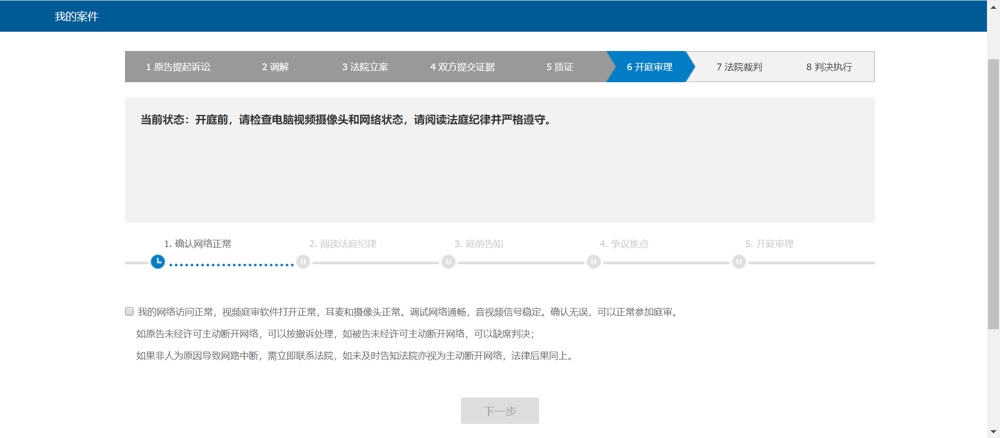 我的案件
1 原告提起诉讼 2 调解 3 法院立案 4 双方提交证据 5 质证 6 开庭审理 7 法院裁判 8 判决执行
当前状态：开庭前，请检查电脑视频摄像头和网络状态，请阅读法庭纪律并严格遵守。
1. 确认网络正常 2. 阅读法庭纪律 3. 庭前告知 4. 争议焦点 5. 开庭审理
我的网络访问正常，视频庭审软件打开正常，耳麦和摄像头正常。调试网络通畅，音视频信号稳定。确认无误，可以正常参加庭审。
如原告未经许可主动断开网络，可以按撤诉处理，如被告未经许可主动断开网络，可以缺席判决；
如果非人为原因导致网路中断，需立即联系法院，如未及时告知法院亦视为主动断开网络，法律后果同上。
下一步